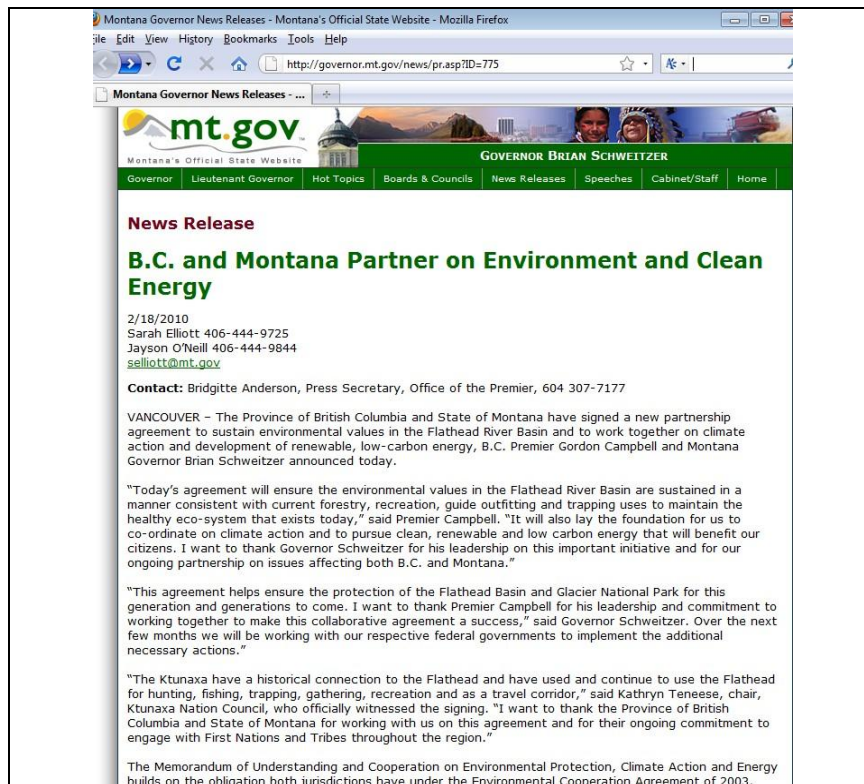 Montana Governor News Releases - Montana's Official State Website - Mozilla Firefox
File Edit View History Bookmarks Tools Help
http://governor.mt.gov/news/pr.asp?ID=775
Montana Governor News Releases - ...
mt.gov
Montana's Official State Website
GOVERNOR BRIAN SCHWEITZER
Governor Lieutenant Governor Hot Topics Boards & Councils News Releases Speeches Cabinet/Staff Home
News Release
B.C. and Montana Partner on Environment and Clean
Energy
2/18/2010
Sarah Elliott 406-444-9725
Jayson O'Neill 406-444-9844
selliott@mt.gov
Contact: Bridgitte Anderson, Press Secretary, Office of the Premier, 604 307-7177
VANCOUVER – The Province of British Columbia and State of Montana have signed a new partnership
agreement to sustain environmental values in the Flathead River Basin and to work together on climate
action and development of renewable, low-carbon energy, B.C. Premier Gordon Campbell and Montana
Governor Brian Schweitzer announced today.
"Today's agreement will ensure the environmental values in the Flathead River Basin are sustained in a
manner consistent with current forestry, recreation, guide outfitting and trapping uses to maintain the
healthy eco-system that exists today," said Premier Campbell. "It will also lay the foundation for us to
co-ordinate on climate action and to pursue clean, renewable and low carbon energy that will benefit our
citizens. I want to thank Governor Schweitzer for his leadership on this important initiative and for our
ongoing partnership on issues affecting both B.C. and Montana."
"This agreement helps ensure the protection of the Flathead Basin and Glacier National Park for this
generation and generations to come. I want to thank Premier Campbell for his leadership and commitment to
working together to make this collaborative agreement a success," said Governor Schweitzer. Over the next
few months we will be working with our respective federal governments to implement the additional
necessary actions."
"The Ktunaxa have a historical connection to the Flathead and have used and continue to use the Flathead
for hunting, fishing, trapping, gathering, recreation and as a travel corridor," said Kathryn Teneese, chair,
Ktunaxa Nation Council, who officially witnessed the signing. "I want to thank the Province of British
Columbia and State of Montana for working with us on this agreement and for their ongoing commitment to
engage with First Nations and Tribes throughout the region."
The Memorandum of Understanding and Cooperation on Environmental Protection, Climate Action and Energy
builds on the obligation both jurisdictions have under the Environmental Cooperation Agreement of 2003.